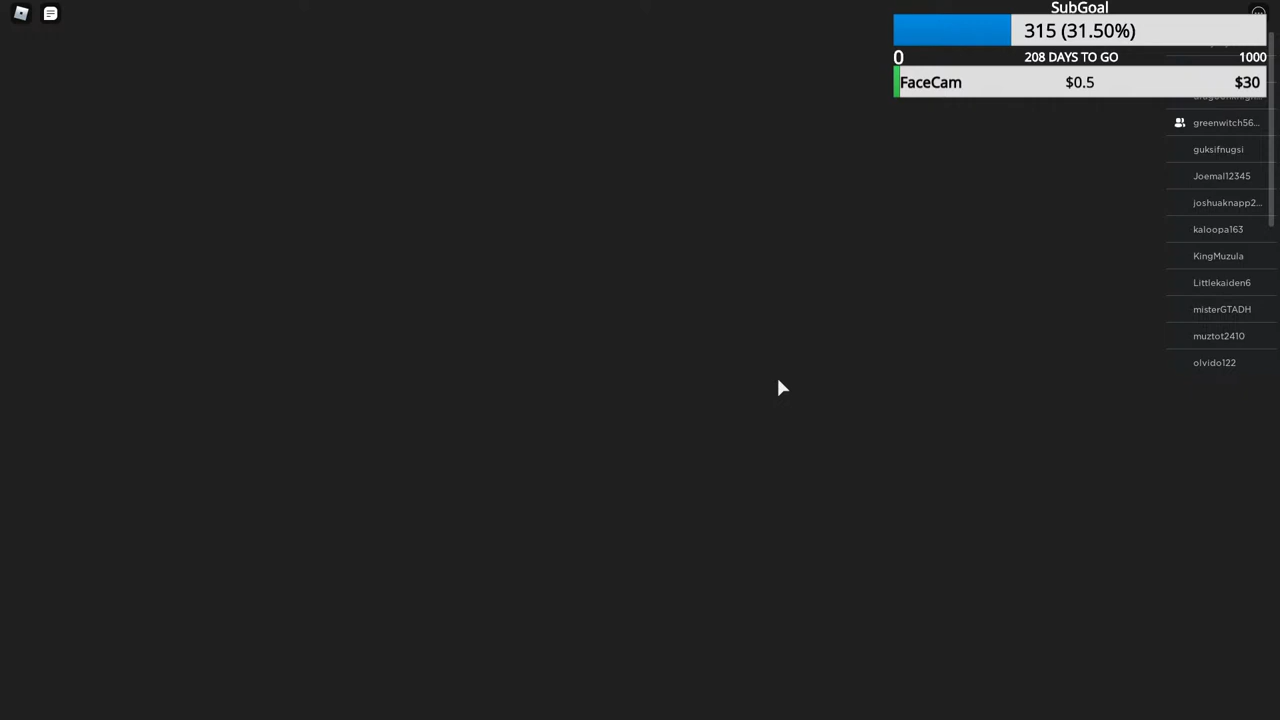 SubGoal
315 (31.50%)
0 208 DAYS TO GO 1000
FaceCam $0.5 $30
greenwitch56...
guksifnugsi
Joemal12345
joshuaknapp2...
kaloopa163
KingMuzula
Littlekaiden6
misterGTADH
muztot2410
olvido122